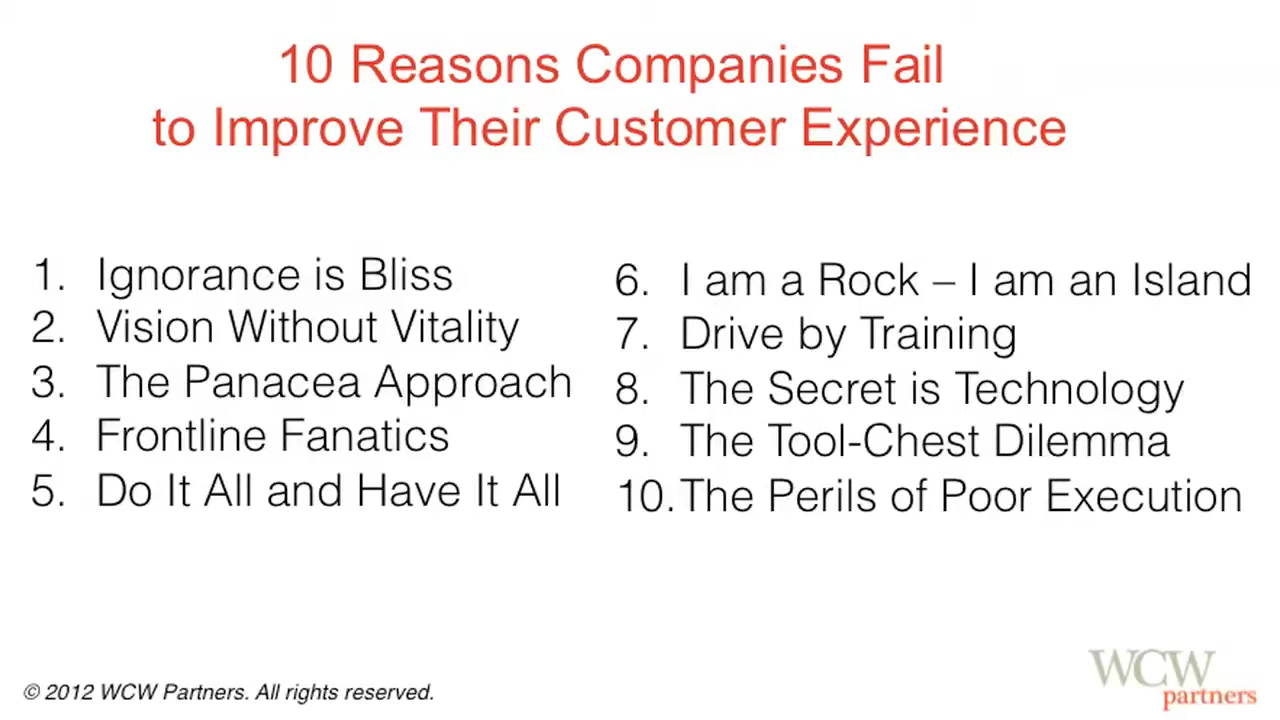 10 Reasons Companies Fail
to Improve Their Customer Experience
1. Ignorance is Bliss
2. Vision Without Vitality
3. The Panacea Approach
4. Frontline Fanatics
5. Do It All and Have It All
6. I am a Rock – I am an Island
7. Drive by Training
8. The Secret is Technology
9. The Tool-Chest Dilemma
10. The Perils of Poor Execution
© 2012 WCW Partners. All rights reserved.
WCW
partners